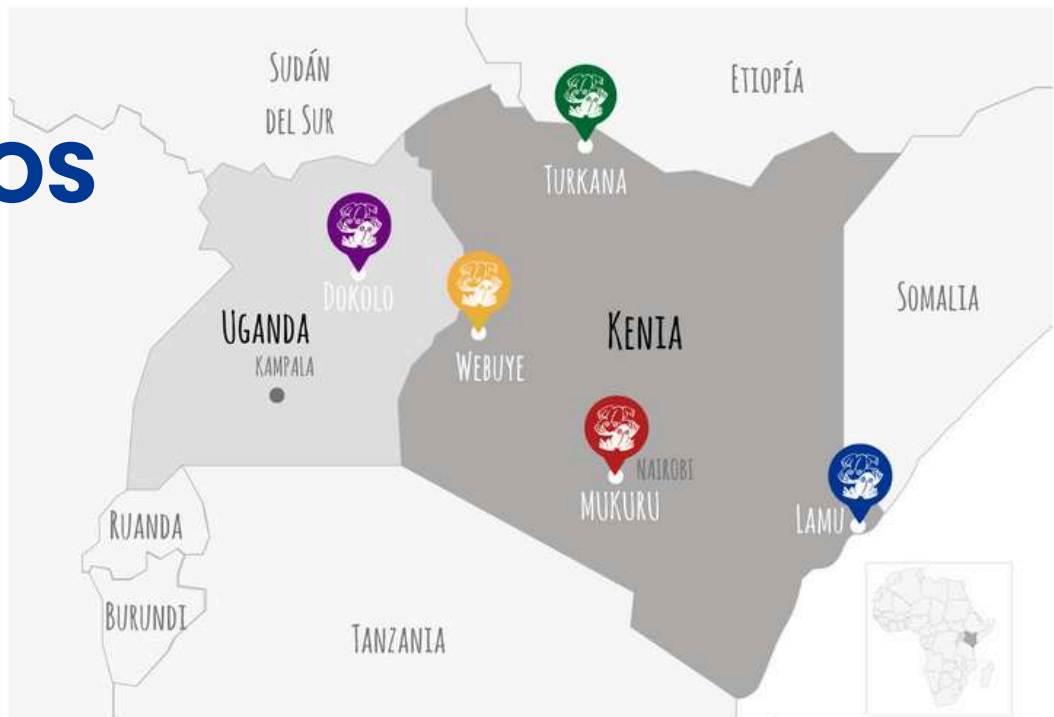 SUDÁN
DEL SUR
ETIOPÍA
OS
TURKANA
DOKOLO
SOMALIA
UGANDA
KENIA
KAMPALA
WEBUYE
NAIROBI
MUKURU
LAMU
RUANDA
BURUNDI
TANZANIA